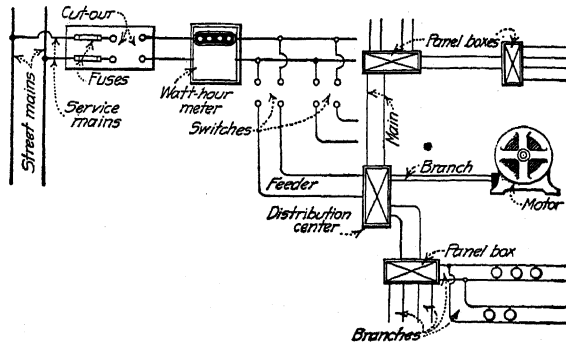 Cut-out
Panel boxes
Street mains
Fuses
Service
mains
Watt-hour
meter
Switches
Main
Branch
Motor
Feeder
Distribution
center
Panel box
Branches